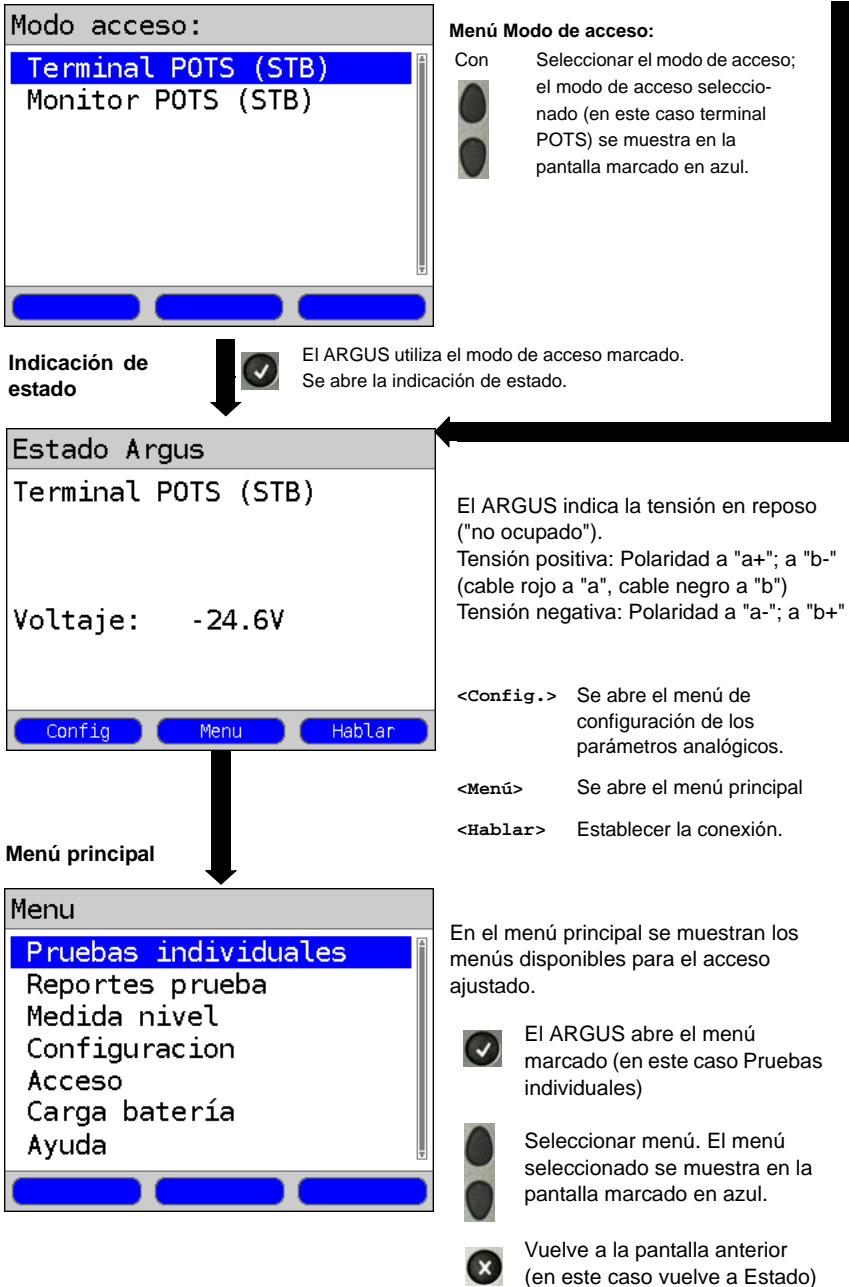 Modo acceso:
Terminal POTS (STB)
Monitor POTS (STB)
Menú Modo de acceso:
Con
Seleccionar el modo de acceso;
el modo de acceso seleccio-
nado (en este caso terminal
POTS) se muestra en la
pantalla marcado en azul.
Indicación de
estado
El ARGUS utiliza el modo de acceso marcado.
Se abre la indicación de estado.
Estado Argus
Terminal POTS (STB)
Voltaje: -24.6V
Config Menu Hablar
El ARGUS indica la tensión en reposo
("no ocupado").
Tensión positiva: Polaridad a "a+"; a "b-"
(cable rojo a "a", cable negro a "b")
Tensión negativa: Polaridad a "a-"; a "b+"
<Config.> Se abre el menú de
configuración de los
parámetros analógicos.
<Menú> Se abre el menú principal
<Hablar> Establecer la conexión.
Menú principal
Menu
Pruebas individuales
Reportes prueba
Medida nivel
Configuracion
Acceso
Carga batería
Ayuda
En el menú principal se muestran los
menús disponibles para el acceso
ajustado.
El ARGUS abre el menú
marcado (en este caso Pruebas
individuales)
Seleccionar menú. El menú
seleccionado se muestra en la
pantalla marcado en azul.
Vuelve a la pantalla anterior
(en este caso vuelve a Estado)